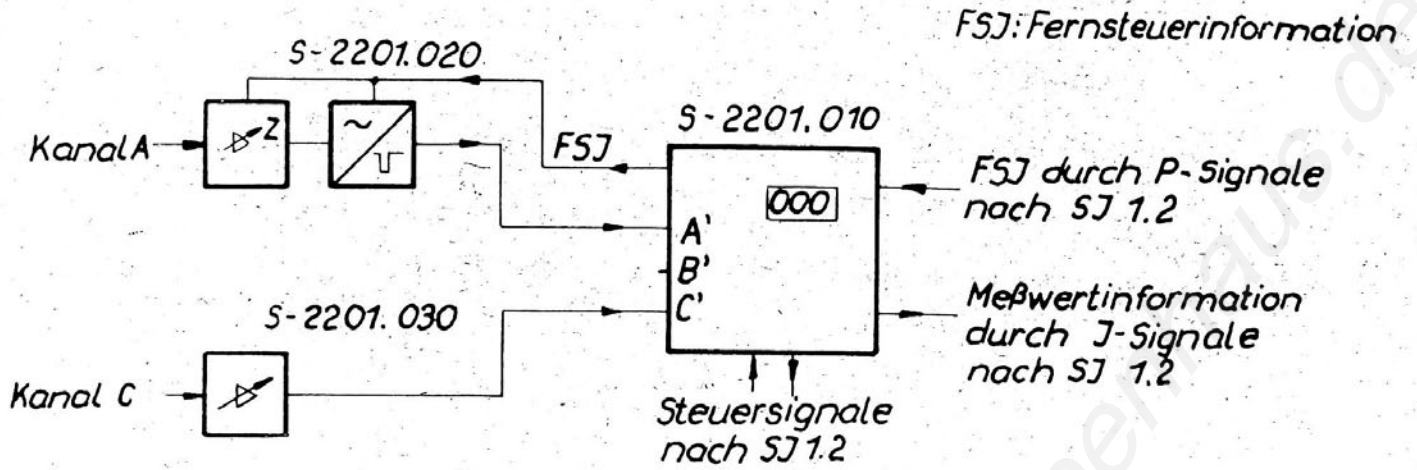 FSJ: Fernsteuerinformation
S-2201.020
Z
Kanal A
~
FSJ
S-2201.010
000
A'
B'
C'
FSJ durch P-Signale
nach SJ 1.2
Meßwertinformation
durch J-Signale
nach SJ 1.2
S-2201.030
Kanal C
Steuersignale
nach SJ 1.2